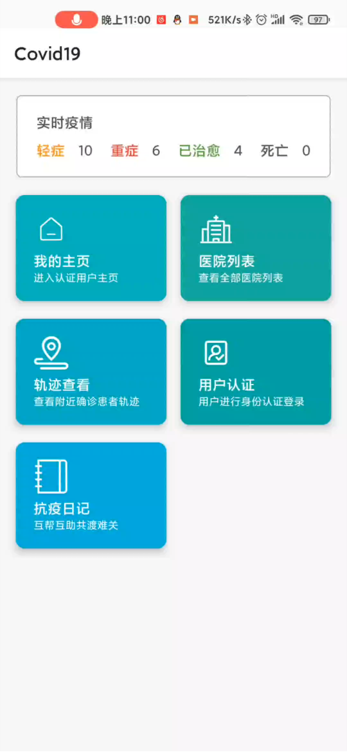 晚上11:00 521K/s HD 97
Covid19
实时疫情
轻症 10 重症 6 已治愈 4 死亡 0
我的主页
进入认证用户主页
医院列表
查看全部医院列表
轨迹查看
查看附近确诊患者轨迹
用户认证
用户进行身份认证登录
抗疫日记
互帮互助共渡难关